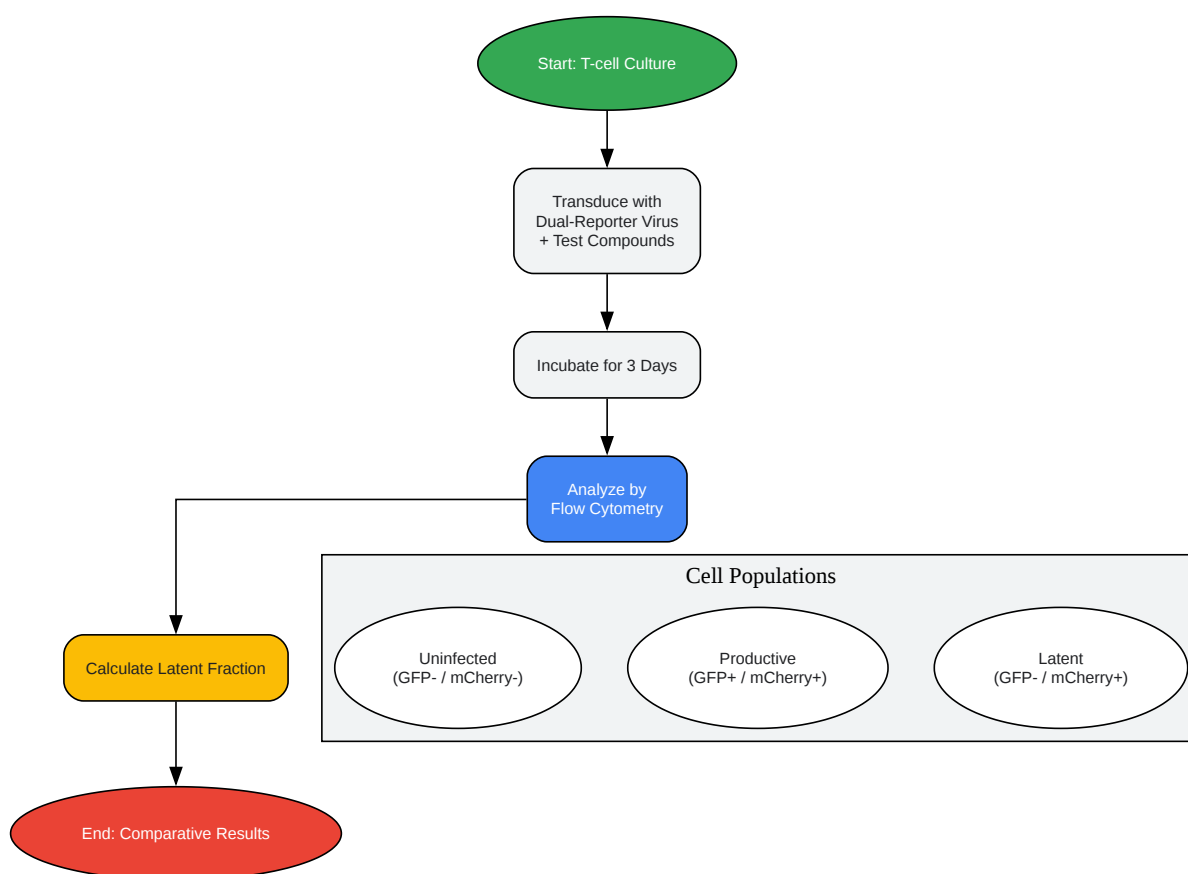 Start: T-cell Culture
Transduce with
Dual-Reporter Virus
+ Test Compounds
Incubate for 3 Days
Analyze by
Flow Cytometry
Cell Populations
Calculate Latent Fraction
Uninfected
(GFP- / mCherry-)
Productive
(GFP+ / mCherry+)
Latent
(GFP- / mCherry+)
End: Comparative Results